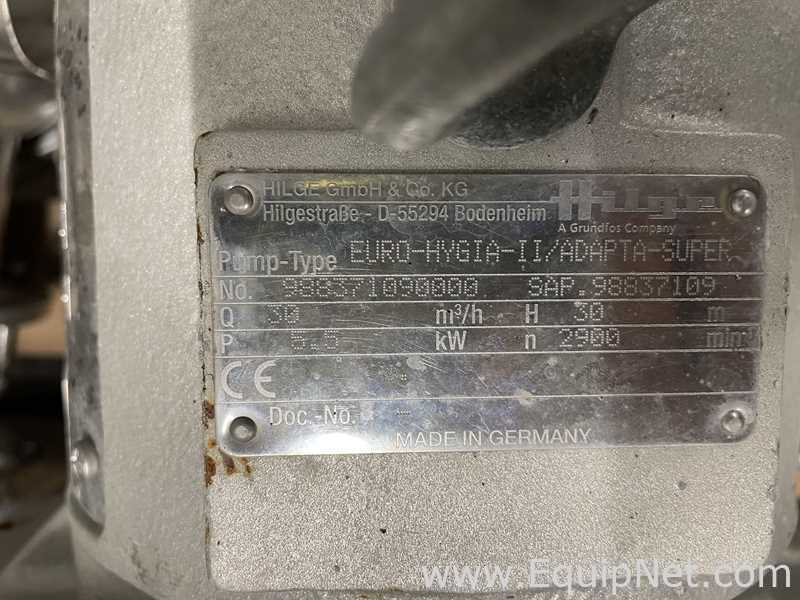 HILGE GmbH & Co. KG
Hilgestraße - D-55294 Bodenheim
Hilge
A Grundfos Company
Pump-Type EURO-HYGIA-II/ADAPTA-SUPER
No. 988371090000 SAP.98837109
Q 30 m³/h H 30 m
P 5.5 kW n 2900 min⁻¹
CE
Doc.-No. -
MADE IN GERMANY
www.EquipNet.com